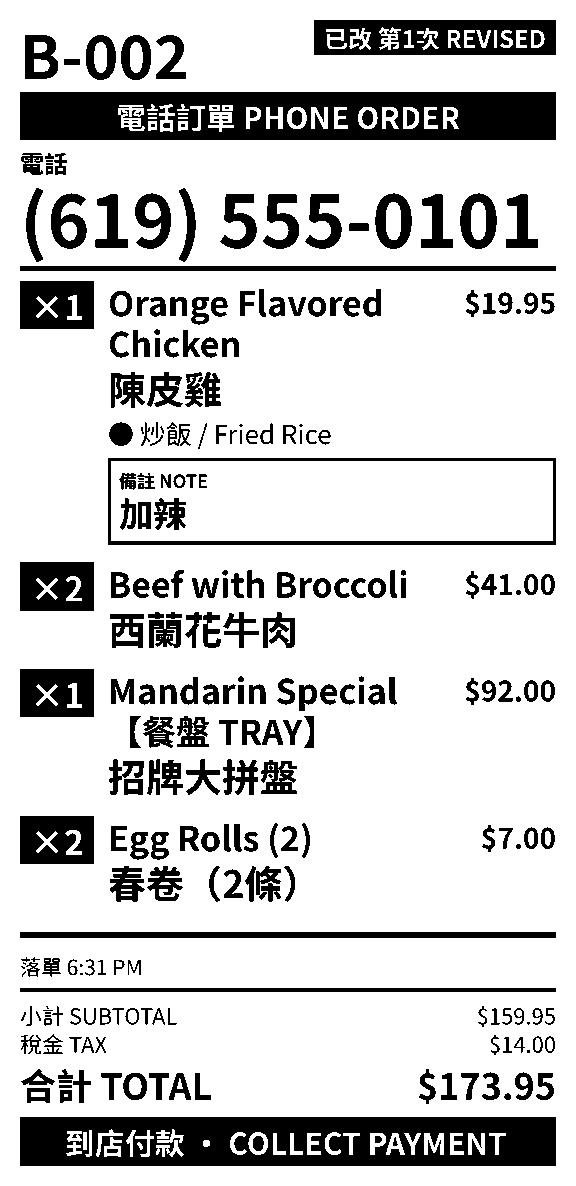 B-002
已改 第1次 REVISED
電話訂單 PHONE ORDER
電話
(619) 555-0101
×1 Orange Flavored $19.95
Chicken
陳皮雞
● 炒飯 / Fried Rice
備註 NOTE
加辣
×2 Beef with Broccoli $41.00
西蘭花牛肉
×1 Mandarin Special $92.00
【餐盤 TRAY】
招牌大拼盤
×2 Egg Rolls (2) $7.00
春卷（2條）
落單 6:31 PM
小計 SUBTOTAL $159.95
稅金 TAX $14.00
合計 TOTAL $173.95
到店付款 · COLLECT PAYMENT